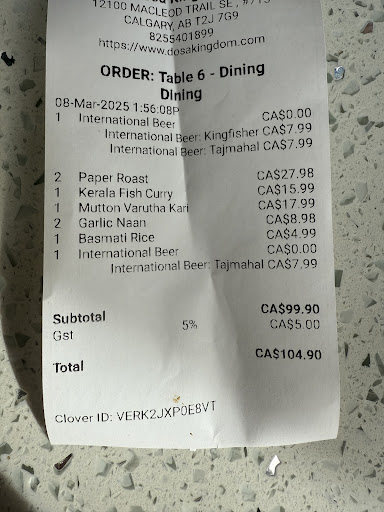 12100 MACLEOD TRAIL SE, #713
CALGARY, AB T2J 7G9
8255401899
https://www.dosakingdom.com
ORDER: Table 6 - Dining
Dining
08-Mar-2025 1:56:08P
1 International Beer CA$0.00
International Beer: Kingfisher CA$7.99
International Beer: Tajmahal CA$7.99
2 Paper Roast CA$27.98
1 Kerala Fish Curry CA$15.99
1 Mutton Varutha Kari CA$17.99
2 Garlic Naan CA$8.98
1 Basmati Rice CA$4.99
1 International Beer CA$0.00
International Beer: Tajmahal CA$7.99
Subtotal CA$99.90
Gst 5% CA$5.00
Total CA$104.90
Clover ID: VERK2JXP0E8VT